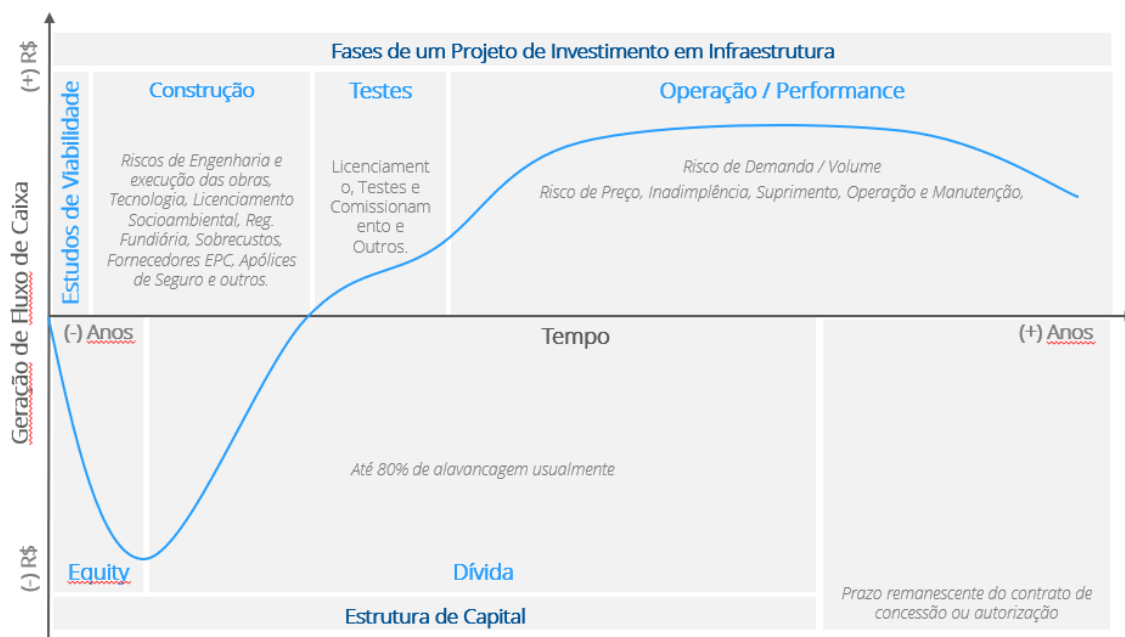 (+) R$
Geração de Fluxo de Caixa
(-) R$
Fases de um Projeto de Investimento em Infraestrutura
Estudos de Viabilidade
Construção
Riscos de Engenharia e
execução das obras,
Tecnologia, Licenciamento
Socioambiental, Reg.
Fundiária, Sobrecustos,
Fornecedores EPC, Apólices
de Seguro e outros.
Testes
Licenciament
o, Testes e
Comissionam
ento e
Outros.
Operação / Performance
Risco de Demanda / Volume
Risco de Preço, Inadimplência, Suprimento, Operação e Manutenção,
(-) Anos
Tempo
(+) Anos
Até 80% de alavancagem usualmente
Equity
Dívida
Estrutura de Capital
Prazo remanescente do contrato de
concessão ou autorização